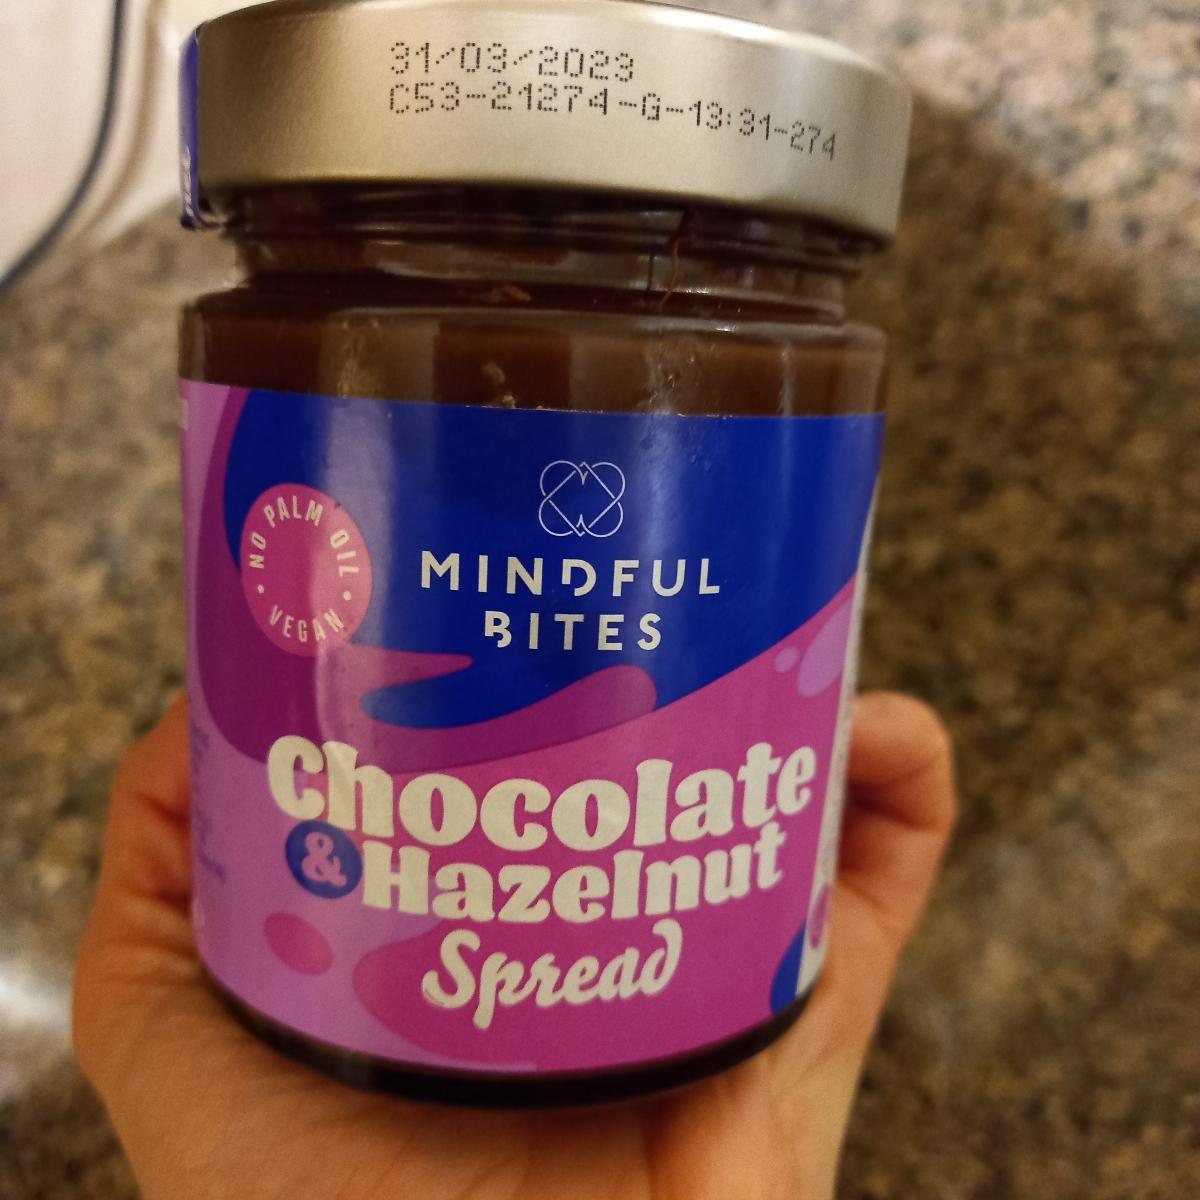 31/03/2023
C53-21274-G-13:31-274
NO PALM OIL
VEGAN
MINDFUL
BITES
Chocolate
& Hazelnut
Spread